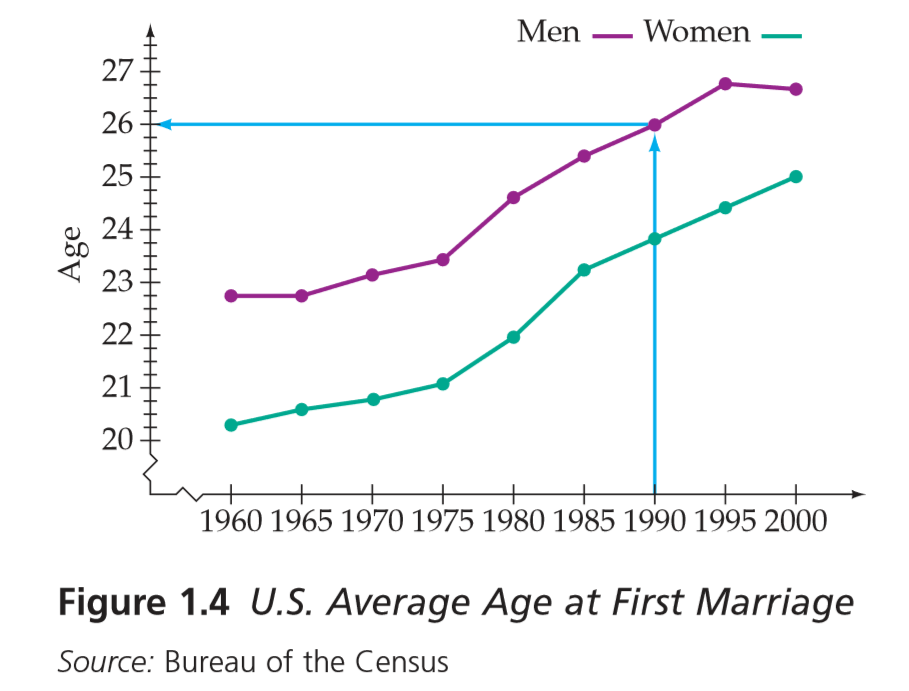 Men Women
27
26
25
24
23
22
21
20
Age
1960 1965 1970 1975 1980 1985 1990 1995 2000
Figure 1.4 U.S. Average Age at First Marriage
Source: Bureau of the Census